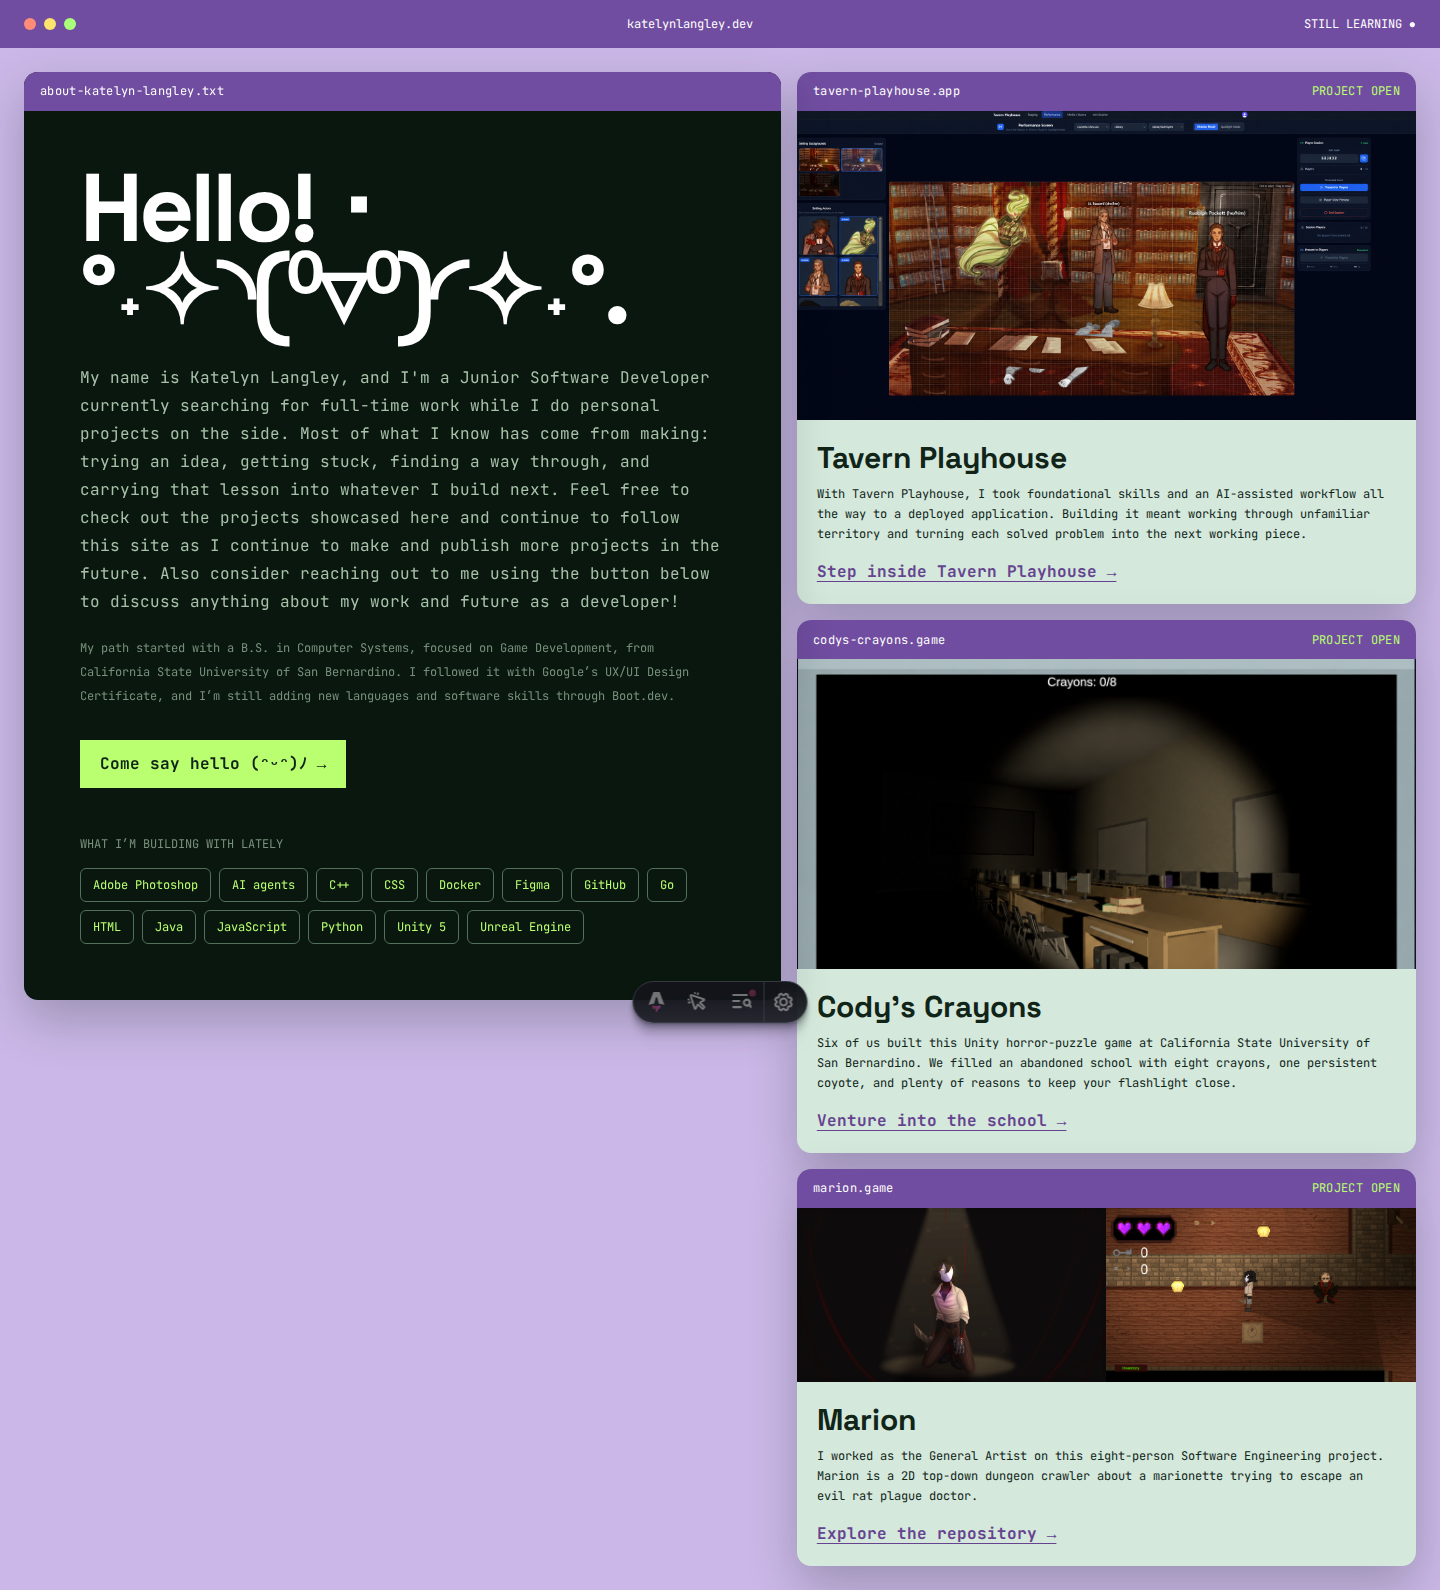 katelynlangley.dev
STILL LEARNING ●
about-katelyn-langley.txt
Hello! ･
°˖✧◝(⁰▿⁰)◜✧˖°.
My name is Katelyn Langley, and I'm a Junior Software Developer
currently searching for full-time work while I do personal
projects on the side. Most of what I know has come from making:
trying an idea, getting stuck, finding a way through, and
carrying that lesson into whatever I build next. Feel free to
check out the projects showcased here and continue to follow
this site as I continue to make and publish more projects in the
future. Also consider reaching out to me using the button below
to discuss anything about my work and future as a developer!
My path started with a B.S. in Computer Systems, focused on Game Development, from
California State University of San Bernardino. I followed it with Google’s UX/UI Design
Certificate, and I’m still adding new languages and software skills through Boot.dev.
Come say hello (ᵔᵕᵔ)ﾉ →
WHAT I’M BUILDING WITH LATELY
Adobe Photoshop
AI agents
C++
CSS
Docker
Figma
GitHub
Go
HTML
Java
JavaScript
Python
Unity 5
Unreal Engine
tavern-playhouse.app
PROJECT OPEN
Tavern Playhouse
Performance Screen
Rudolph Pockett (he/him)
Tavern Playhouse
With Tavern Playhouse, I took foundational skills and an AI-assisted workflow all
the way to a deployed application. Building it meant working through unfamiliar
territory and turning each solved problem into the next working piece.
Step inside Tavern Playhouse →
codys-crayons.game
PROJECT OPEN
Crayons: 0/8
Cody’s Crayons
Six of us built this Unity horror-puzzle game at California State University of
San Bernardino. We filled an abandoned school with eight crayons, one persistent
coyote, and plenty of reasons to keep your flashlight close.
Venture into the school →
marion.game
PROJECT OPEN
0
0
Inventory
Marion
I worked as the General Artist on this eight-person Software Engineering project.
Marion is a 2D top-down dungeon crawler about a marionette trying to escape an
evil rat plague doctor.
Explore the repository →